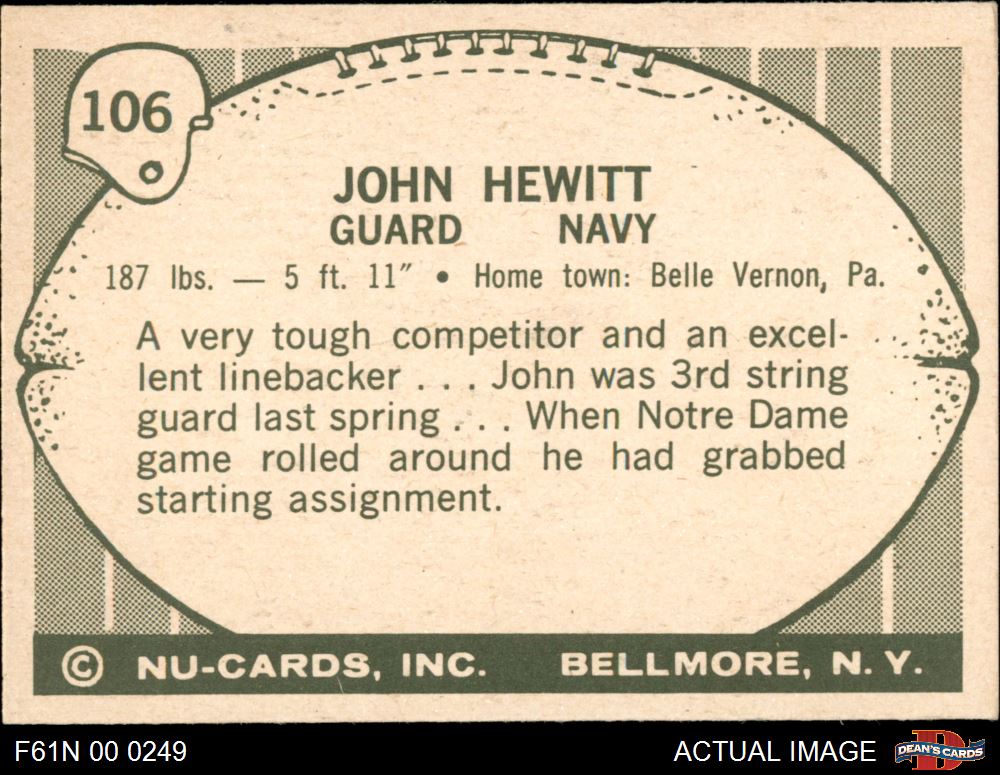 106
JOHN HEWITT
GUARD NAVY
187 lbs. — 5 ft. 11″ • Home town: Belle Vernon, Pa.
A very tough competitor and an excel-
lent linebacker . . . John was 3rd string
guard last spring . . . When Notre Dame
game rolled around he had grabbed
starting assignment.
© NU-CARDS, INC. BELLMORE, N. Y.
F61N 00 0249 ACTUAL IMAGE DEAN'S CARDS